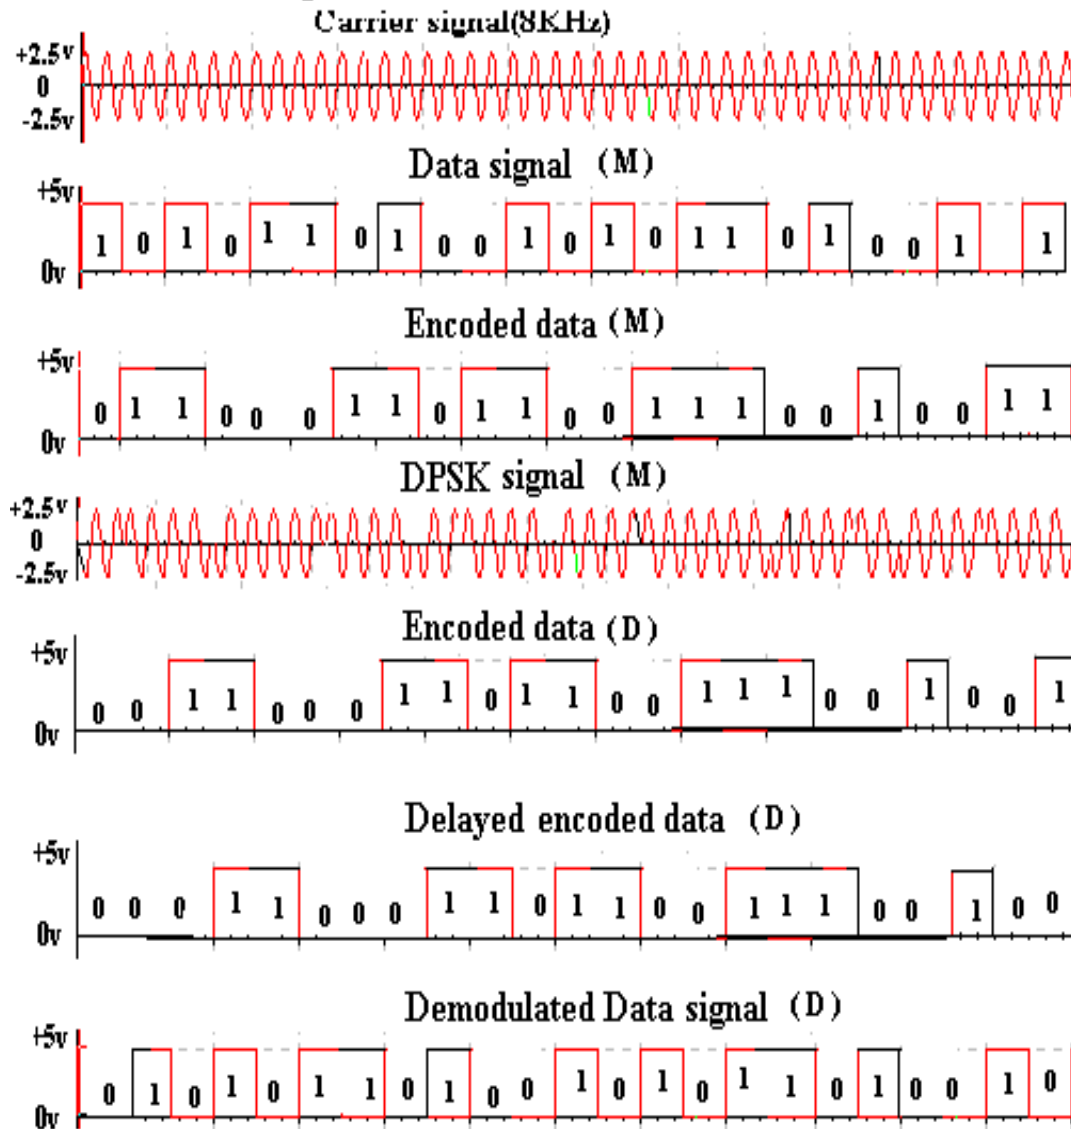 Carrier signal(8KHz)
+2.5v
0
-2.5v
Data signal (M)
+5v
1 0 1 0 1 1 0 1 0 0 1 0 1 0 1 1 0 1 0 0 1 1
0v
Encoded data (M)
+5v
0 1 1 0 0 0 1 1 0 1 1 0 0 1 1 1 0 0 1 0 0 1 1
0v
DPSK signal (M)
+2.5v
0
-2.5v
Encoded data (D)
+5v
0 0 1 1 0 0 0 1 1 0 1 1 0 0 1 1 1 0 0 1 0 0 1
0v
Delayed encoded data (D)
+5v
0 0 0 1 1 0 0 0 1 1 0 1 1 0 0 1 1 1 0 0 1 0 0
0v
Demodulated Data signal (D)
+5v
0 1 0 1 0 1 1 0 1 0 0 1 0 1 0 1 1 0 1 0 0 1 0
0v